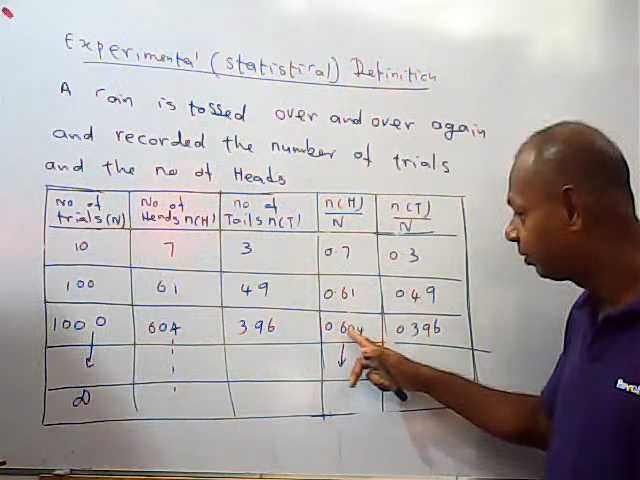 Experimental (statistiral) Definition
A coin is tossed over and over again
and recorded the number of trials
and the no of Heads
no of trials (N) No of Heads n(H) no of Tails n(T) n(H)/N n(T)/N
10 7 3 0.7 0.3
100 61 49 0.61 0.49
1000 604 396 0.604 0.396
∞